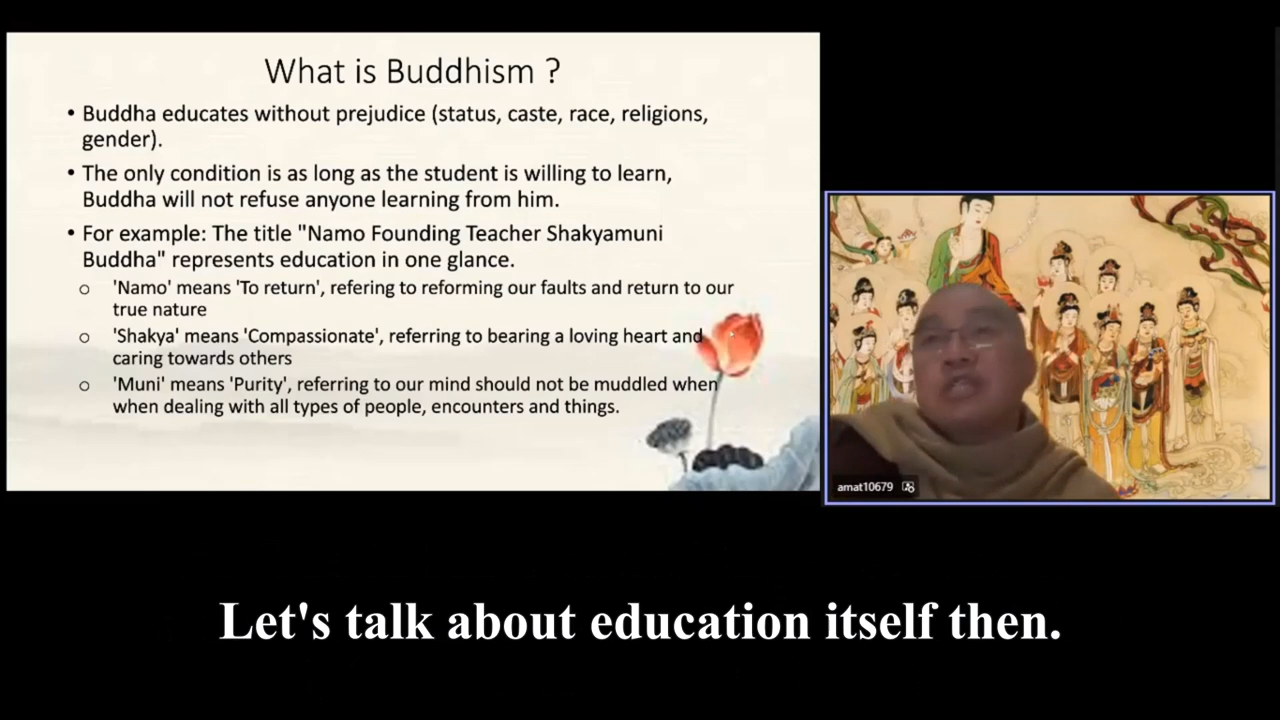 What is Buddhism ?
• Buddha educates without prejudice (status, caste, race, religions,
gender).
• The only condition is as long as the student is willing to learn,
Buddha will not refuse anyone learning from him.
• For example: The title "Namo Founding Teacher Shakyamuni
Buddha" represents education in one glance.
o 'Namo' means 'To return', refering to reforming our faults and return to our
true nature
o 'Shakya' means 'Compassionate', referring to bearing a loving heart and
caring towards others
o 'Muni' means 'Purity', referring to our mind should not be muddled when
when dealing with all types of people, encounters and things.
amat10679
Let's talk about education itself then.